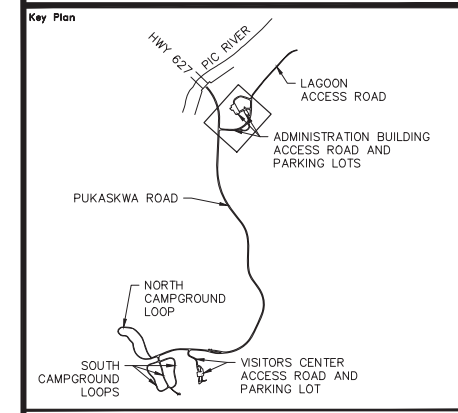 Key Plan
HWY 627
PIC RIVER
LAGOON
ACCESS ROAD
ADMINISTRATION BUILDING
ACCESS ROAD AND
PARKING LOTS
PUKASKWA ROAD
NORTH
CAMPGROUND
LOOP
SOUTH
CAMPGROUND
LOOPS
VISITORS CENTER
ACCESS ROAD AND
PARKING LOT